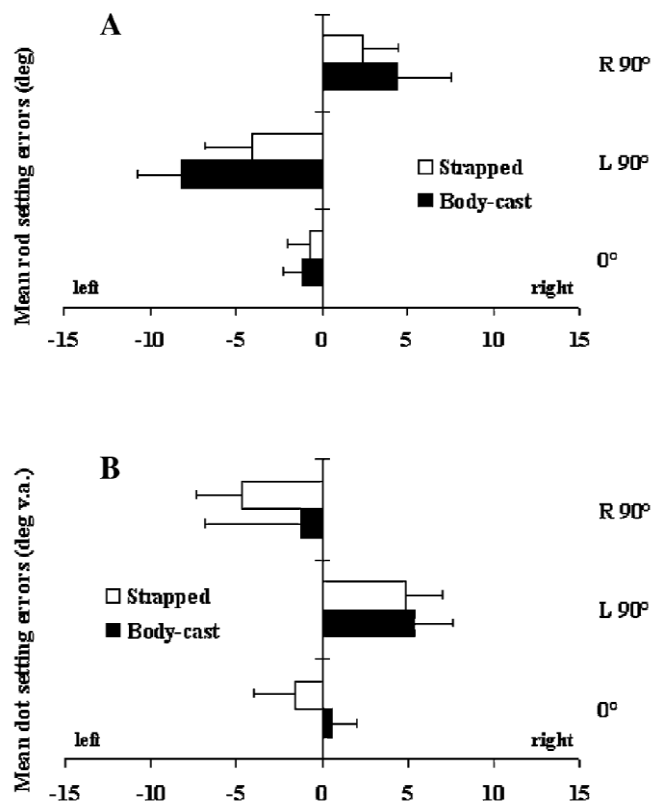 A
Mean rod setting errors (deg)
R 90°
L 90°
Strapped
Body-cast
0°
left
right
-15 -10 -5 0 5 10 15
B
Mean dot setting errors (deg v.a.)
R 90°
L 90°
Strapped
Body-cast
0°
left
right
-15 -10 -5 0 5 10 15